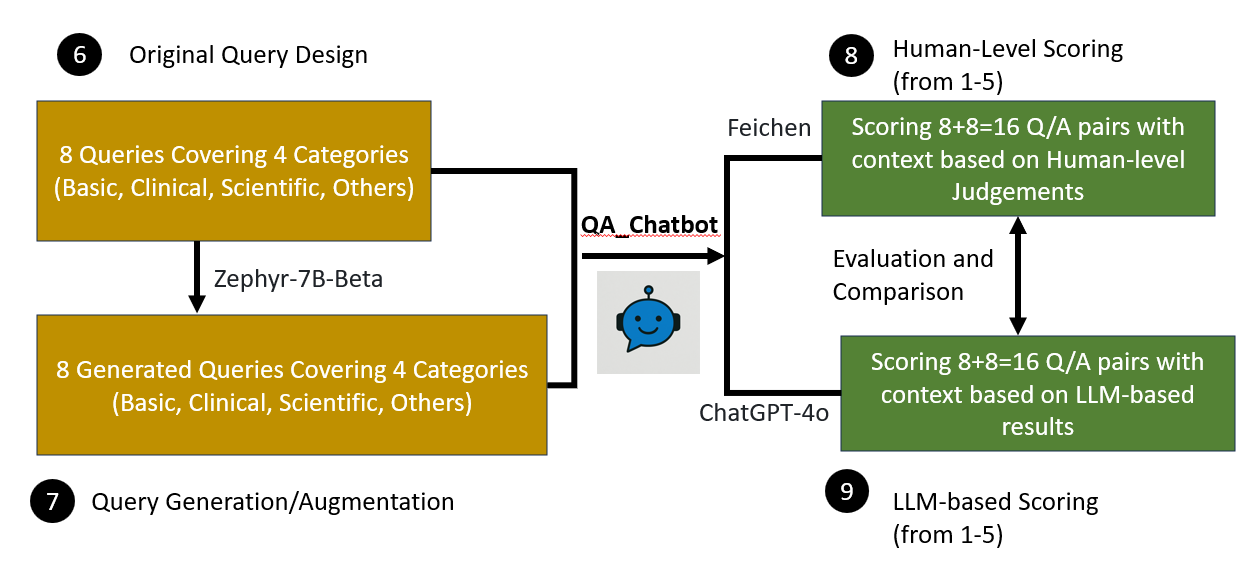 6
Original Query Design
8 Queries Covering 4 Categories
(Basic, Clinical, Scientific, Others)
Zephyr-7B-Beta
8 Generated Queries Covering 4 Categories
(Basic, Clinical, Scientific, Others)
7
Query Generation/Augmentation
QA_Chatbot
8
Human-Level Scoring
(from 1-5)
Feichen
Scoring 8+8=16 Q/A pairs with
context based on Human-level
Judgements
Evaluation and
Comparison
ChatGPT-4o
Scoring 8+8=16 Q/A pairs with
context based on LLM-based
results
9
LLM-based Scoring
(from 1-5)